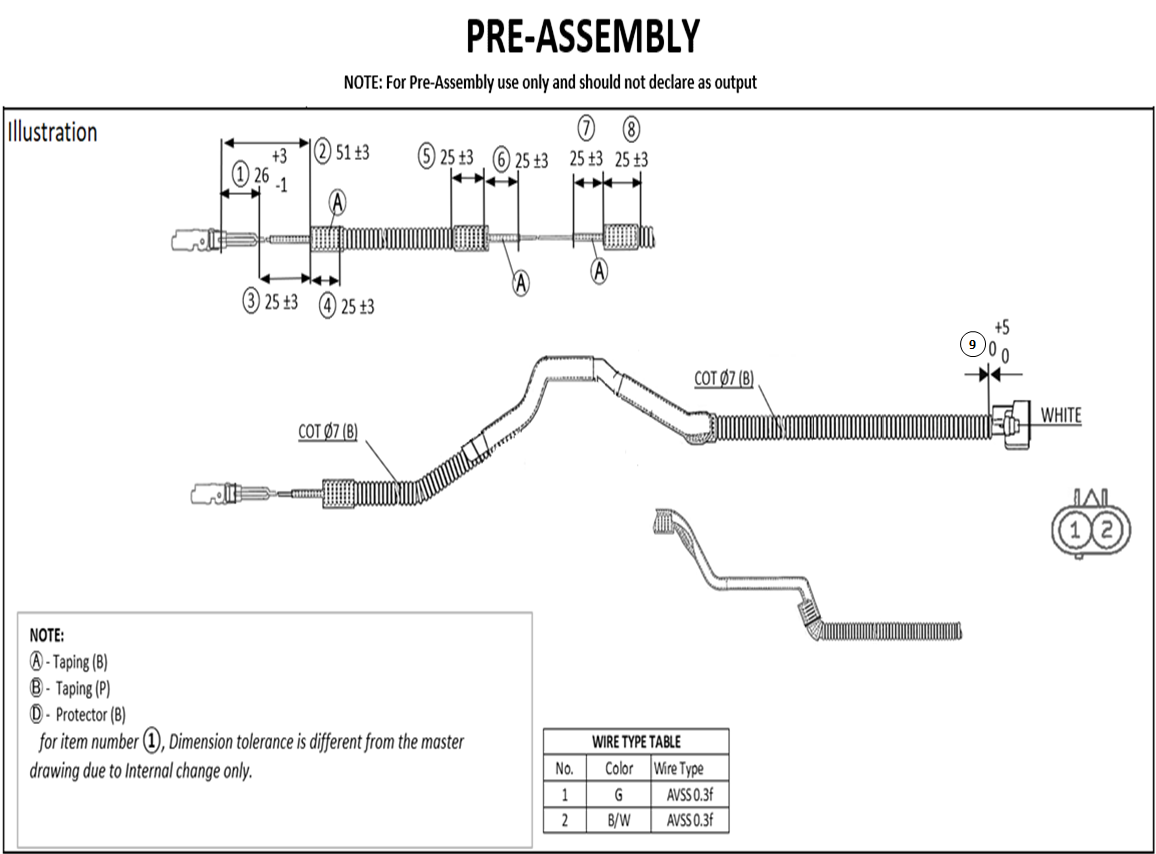 PRE-ASSEMBLY
NOTE: For Pre-Assembly use only and should not declare as output
Illustration
① 26 +3 -1
② 51 ±3
⑤ 25 ±3
⑥ 25 ±3
⑦ 25 ±3
⑧ 25 ±3
Ⓐ
Ⓐ
Ⓐ
③ 25 ±3
④ 25 ±3
⑨ 0 +5 0
COT Ø7 (B)
WHITE
COT Ø7 (B)
1 2
NOTE:
Ⓐ - Taping (B)
Ⓑ - Taping (P)
Ⓓ - Protector (B)
for item number ①, Dimension tolerance is different from the master
drawing due to Internal change only.
WIRE TYPE TABLE
No. Color Wire Type
1 G AVSS 0.3f
2 B/W AVSS 0.3f